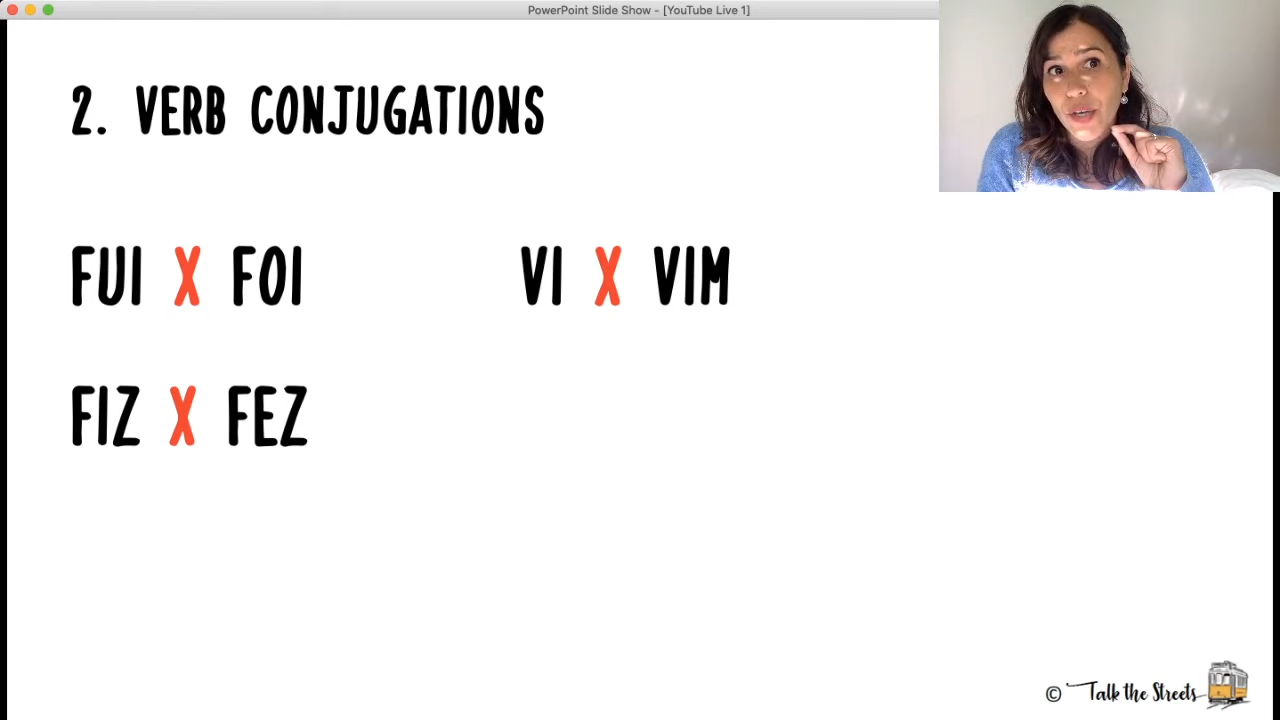 PowerPoint Slide Show - [YouTube Live 1]
2. VERB CONJUGATIONS
FUI X FOI
VI X VIM
FIZ X FEZ
© Talk the Streets